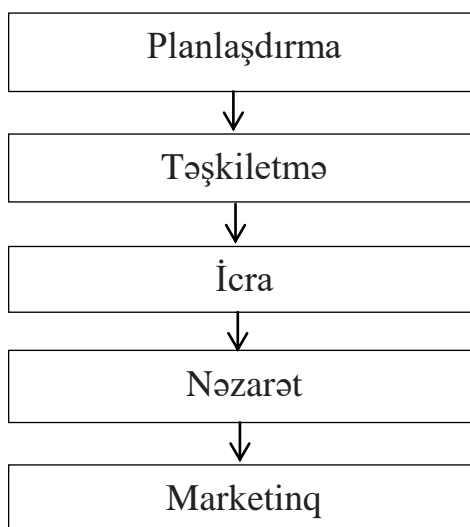 Planlaşdırma
Təşkiletmə
İcra
Nəzarət
Marketinq